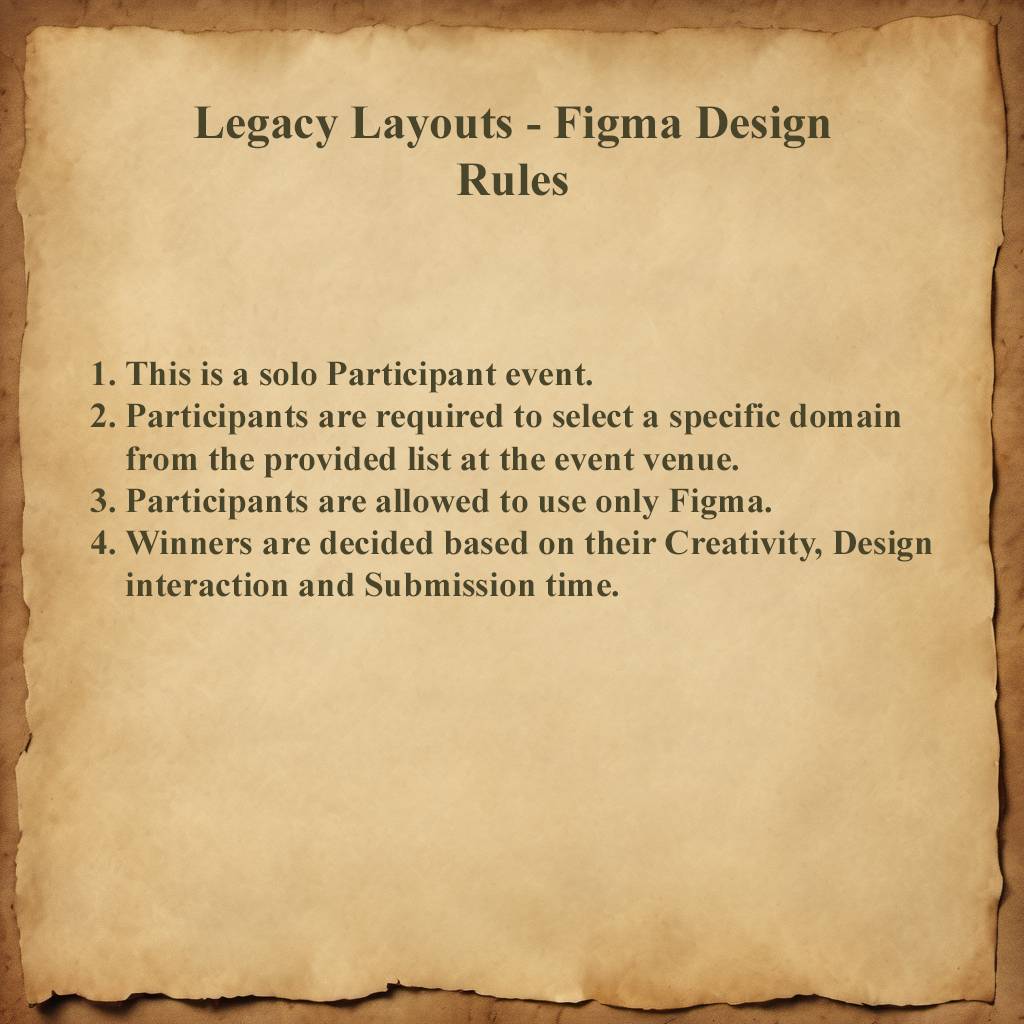 Legacy Layouts - Figma Design
Rules
1. This is a solo Participant event.
2. Participants are required to select a specific domain
from the provided list at the event venue.
3. Participants are allowed to use only Figma.
4. Winners are decided based on their Creativity, Design
interaction and Submission time.